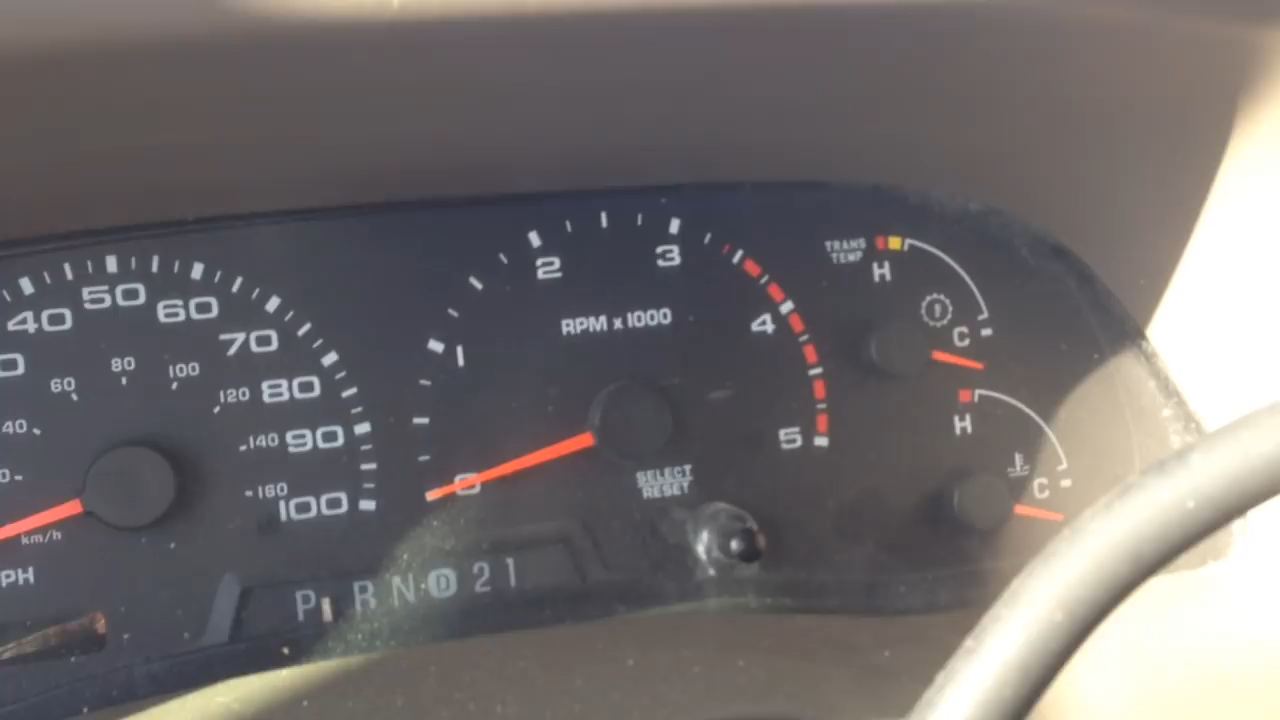 40 50 60 70 80 90 100
40 60 80 100 120 140 160
km/h
PH
0 1 2 3 4 5
RPM x 1000
SELECT
RESET
P R N D 2 1
TRANS
TEMP
H
C
H
C